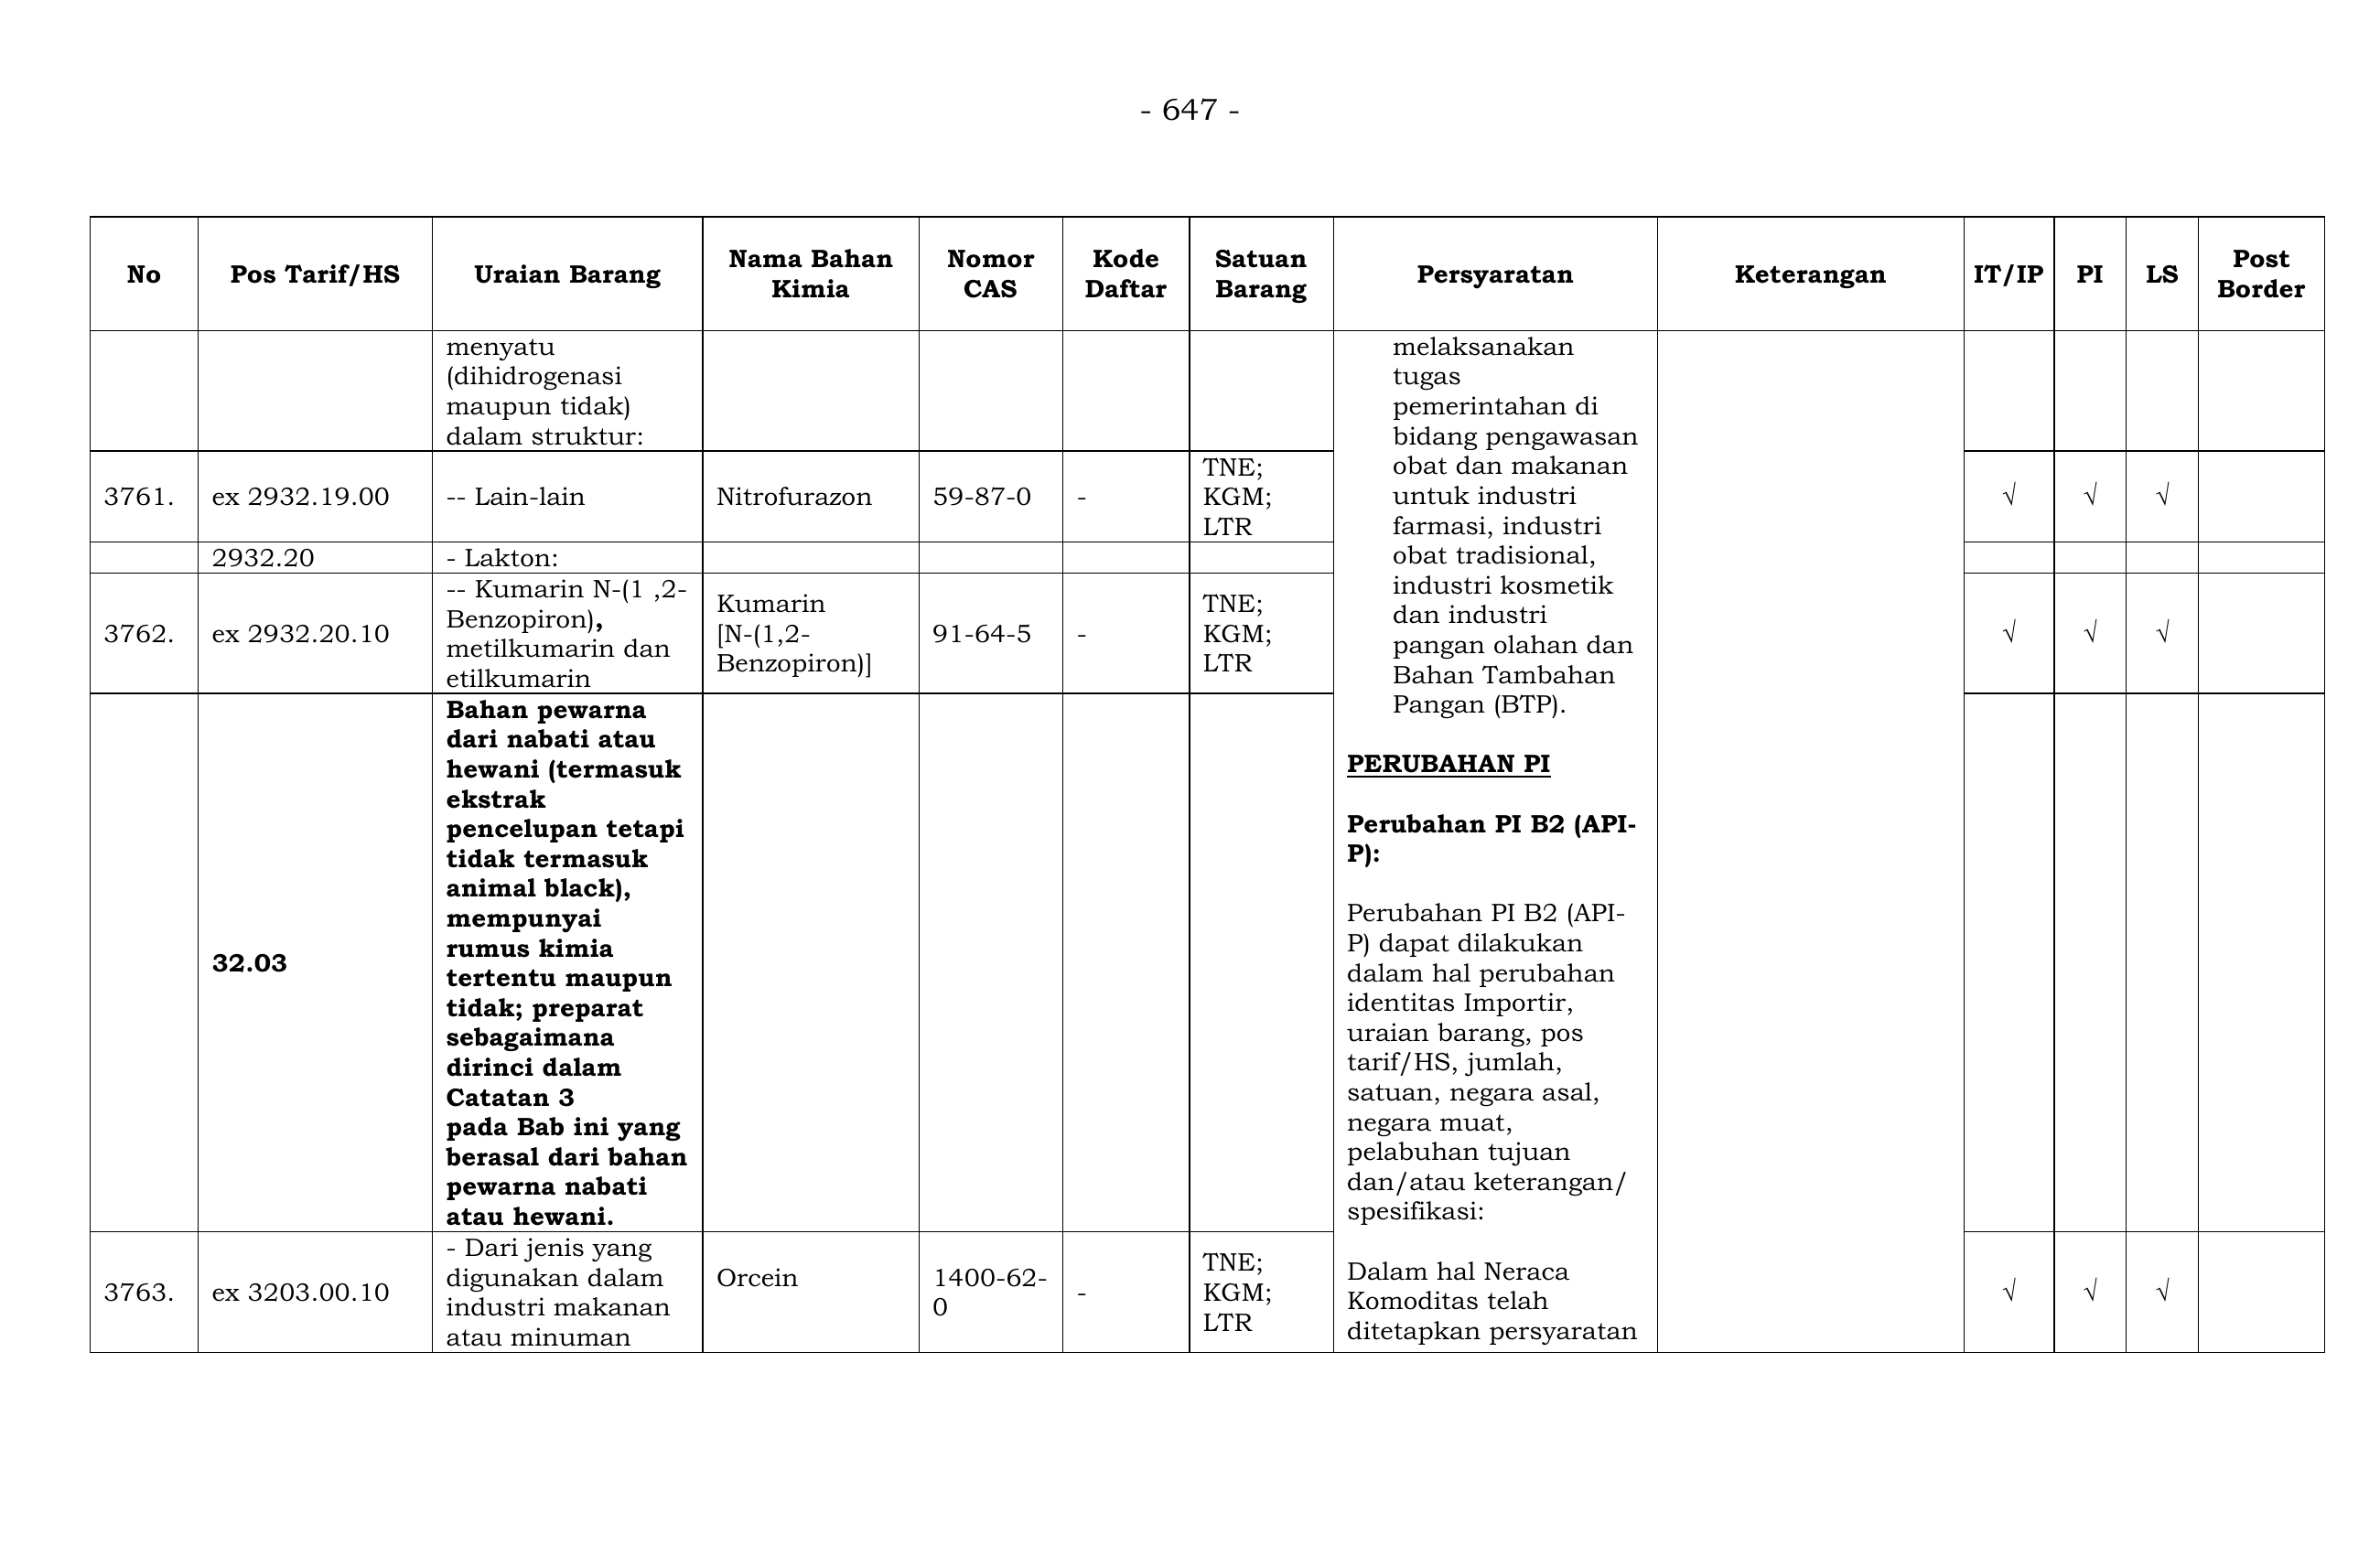 - 647 -
No
Pos Tarif/HS
Uraian Barang
Nama Bahan
Kimia
Nomor
CAS
Kode
Daftar
Satuan
Barang
Persyaratan
Keterangan
IT/IP
PI
LS
Post
Border
menyatu
(dihidrogenasi
maupun tidak)
dalam struktur:
3761.
ex 2932.19.00
-- Lain-lain
Nitrofurazon
59-87-0
-
TNE;
KGM;
LTR
√
√
√
2932.20
- Lakton:
3762.
ex 2932.20.10
-- Kumarin N-(1 ,2-
Benzopiron),
metilkumarin dan
etilkumarin
Kumarin
[N-(1,2-
Benzopiron)]
91-64-5
-
TNE;
KGM;
LTR
√
√
√
32.03
Bahan pewarna
dari nabati atau
hewani (termasuk
ekstrak
pencelupan tetapi
tidak termasuk
animal black),
mempunyai
rumus kimia
tertentu maupun
tidak; preparat
sebagaimana
dirinci dalam
Catatan 3
pada Bab ini yang
berasal dari bahan
pewarna nabati
atau hewani.
3763.
ex 3203.00.10
- Dari jenis yang
digunakan dalam
industri makanan
atau minuman
Orcein
1400-62-
0
-
TNE;
KGM;
LTR
√
√
√
melaksanakan
tugas
pemerintahan di
bidang pengawasan
obat dan makanan
untuk industri
farmasi, industri
obat tradisional,
industri kosmetik
dan industri
pangan olahan dan
Bahan Tambahan
Pangan (BTP).
PERUBAHAN PI
Perubahan PI B2 (API-
P):
Perubahan PI B2 (API-
P) dapat dilakukan
dalam hal perubahan
identitas Importir,
uraian barang, pos
tarif/HS, jumlah,
satuan, negara asal,
negara muat,
pelabuhan tujuan
dan/atau keterangan/
spesifikasi:
Dalam hal Neraca
Komoditas telah
ditetapkan persyaratan